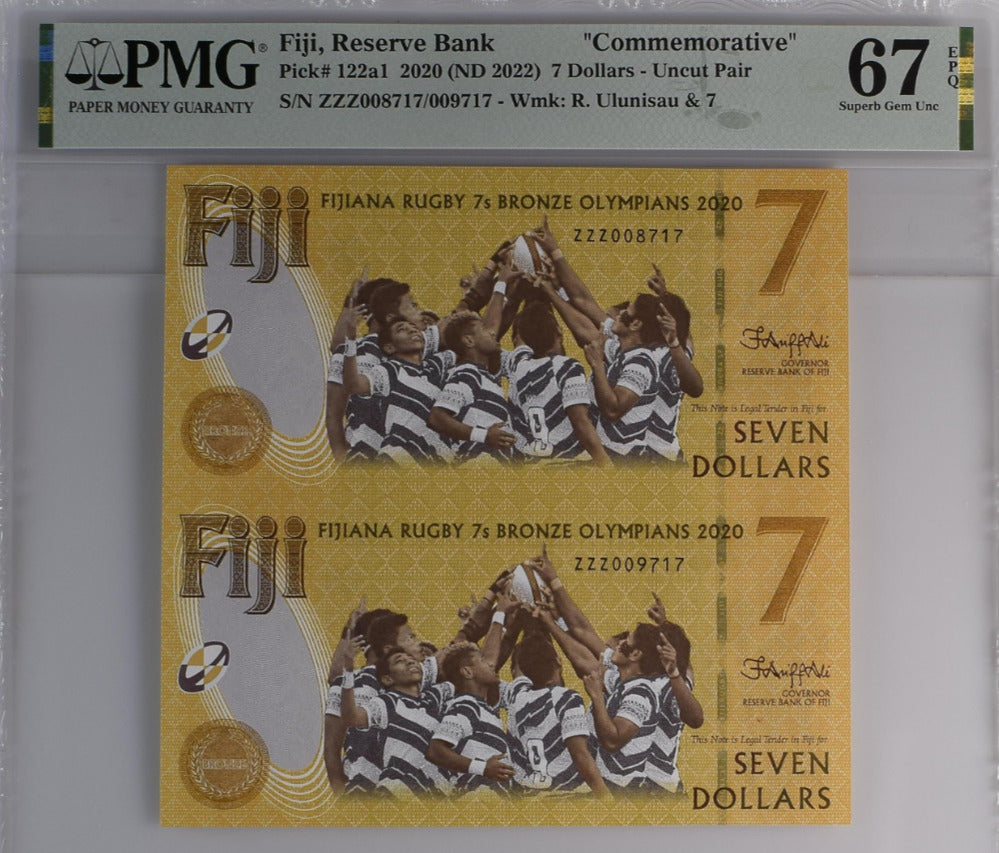 PMG®
PAPER MONEY GUARANTY
Fiji, Reserve Bank "Commemorative"
Pick# 122a1 2020 (ND 2022) 7 Dollars - Uncut Pair
S/N ZZZ008717/009717 - Wmk: R. Ulunisau & 7
67
EPQ
Superb Gem Unc
Fiji
FIJIANA RUGBY 7s BRONZE OLYMPIANS 2020
7
ZZZ008717
GOVERNOR
RESERVE BANK OF FIJI
This Note is Legal Tender in Fiji for
SEVEN
DOLLARS
BRONZE
Fiji
FIJIANA RUGBY 7s BRONZE OLYMPIANS 2020
7
ZZZ009717
GOVERNOR
RESERVE BANK OF FIJI
This Note is Legal Tender in Fiji for
SEVEN
DOLLARS
BRONZE